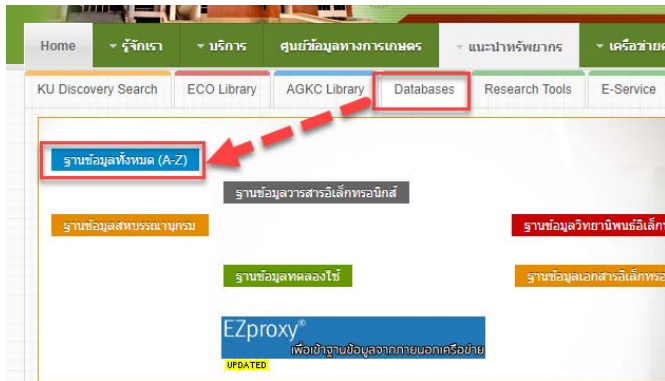 Home รู้จักเรา บริการ ศูนย์ข้อมูลทางการเกษตร แนะนำทรัพยากร เครือข่าย
KU Discovery Search ECO Library AGKC Library Databases Research Tools E-Service
ฐานข้อมูลทั้งหมด (A-Z)
ฐานข้อมูลวารสารอิเล็กทรอนิกส์
ฐานข้อมูลสหบรรณานุกรม ฐานข้อมูลวิทยานิพนธ์อิเล็ก
ฐานข้อมูลทดลองใช้ ฐานข้อมูลเอกสารอิเล็กทรอ
EZproxy®
เพื่อเข้าฐานข้อมูลจากภายนอกเครือข่าย
UPDATED